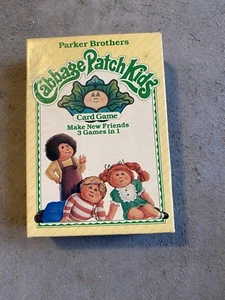 Parker Brothers
Cabbage Patch Kids
Card Game
Make New Friends
3 Games in 1